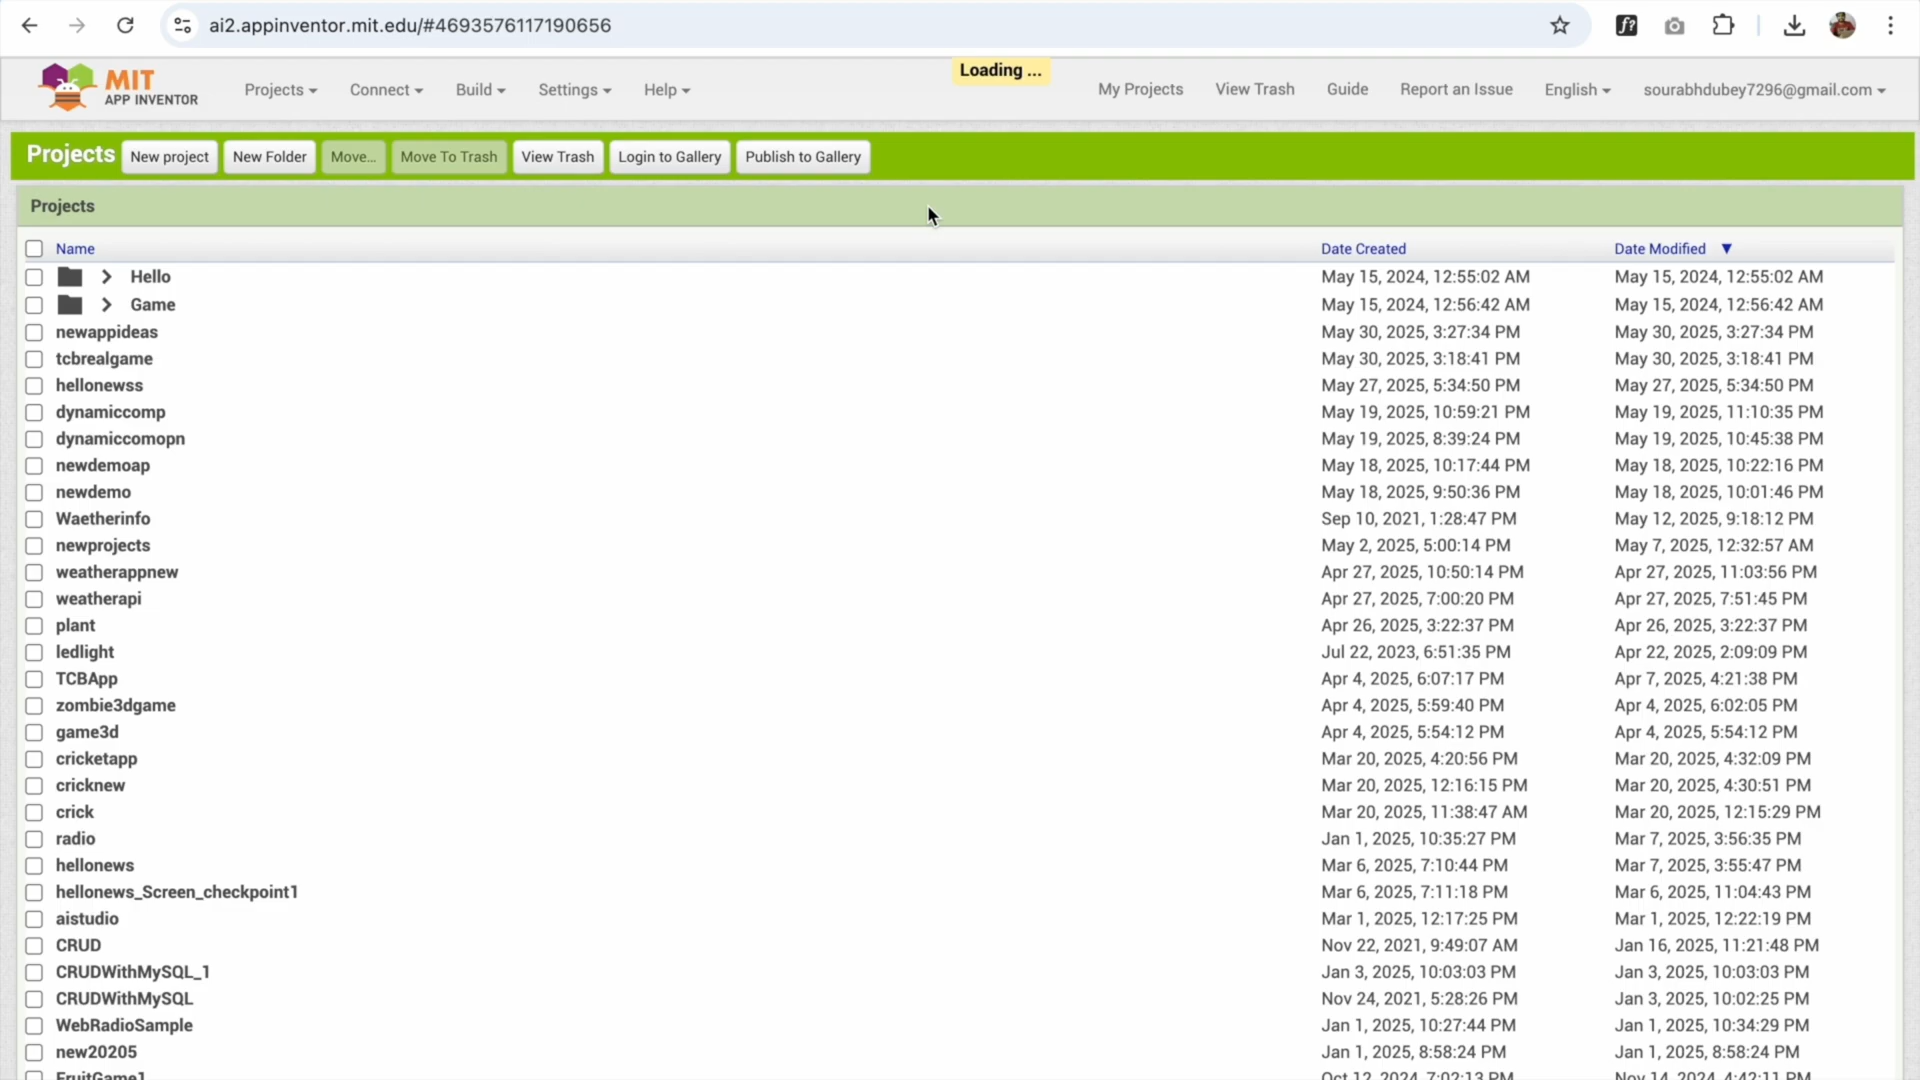 ai2.appinventor.mit.edu/#4693576117190656
f?
MIT
APP INVENTOR
Projects
Connect
Build
Settings
Help
Loading ...
My Projects
View Trash
Guide
Report an Issue
English
sourabhdubey7296@gmail.com
Projects New project New Folder Move... Move To Trash View Trash Login to Gallery Publish to Gallery
Projects
Name Date Created Date Modified ▼
Hello May 15, 2024, 12:55:02 AM May 15, 2024, 12:55:02 AM
Game May 15, 2024, 12:56:42 AM May 15, 2024, 12:56:42 AM
newappideas May 30, 2025, 3:27:34 PM May 30, 2025, 3:27:34 PM
tcbrealgame May 30, 2025, 3:18:41 PM May 30, 2025, 3:18:41 PM
hellonewss May 27, 2025, 5:34:50 PM May 27, 2025, 5:34:50 PM
dynamiccomp May 19, 2025, 10:59:21 PM May 19, 2025, 11:10:35 PM
dynamiccomopn May 19, 2025, 8:39:24 PM May 19, 2025, 10:45:38 PM
newdemoap May 18, 2025, 10:17:44 PM May 18, 2025, 10:22:16 PM
newdemo May 18, 2025, 9:50:36 PM May 18, 2025, 10:01:46 PM
Waetherinfo Sep 10, 2021, 1:28:47 PM May 12, 2025, 9:18:12 PM
newprojects May 2, 2025, 5:00:14 PM May 7, 2025, 12:32:57 AM
weatherappnew Apr 27, 2025, 10:50:14 PM Apr 27, 2025, 11:03:56 PM
weatherapi Apr 27, 2025, 7:00:20 PM Apr 27, 2025, 7:51:45 PM
plant Apr 26, 2025, 3:22:37 PM Apr 26, 2025, 3:22:37 PM
ledlight Jul 22, 2023, 6:51:35 PM Apr 22, 2025, 2:09:09 PM
TCBApp Apr 4, 2025, 6:07:17 PM Apr 7, 2025, 4:21:38 PM
zombie3dgame Apr 4, 2025, 5:59:40 PM Apr 4, 2025, 6:02:05 PM
game3d Apr 4, 2025, 5:54:12 PM Apr 4, 2025, 5:54:12 PM
cricketapp Mar 20, 2025, 4:20:56 PM Mar 20, 2025, 4:32:09 PM
cricknew Mar 20, 2025, 12:16:15 PM Mar 20, 2025, 4:30:51 PM
crick Mar 20, 2025, 11:38:47 AM Mar 20, 2025, 12:15:29 PM
radio Jan 1, 2025, 10:35:27 PM Mar 7, 2025, 3:56:35 PM
hellonews Mar 6, 2025, 7:10:44 PM Mar 7, 2025, 3:55:47 PM
hellonews_Screen_checkpoint1 Mar 6, 2025, 7:11:18 PM Mar 6, 2025, 11:04:43 PM
aistudio Mar 1, 2025, 12:17:25 PM Mar 1, 2025, 12:22:19 PM
CRUD Nov 22, 2021, 9:49:07 AM Jan 16, 2025, 11:21:48 PM
CRUDWithMySQL_1 Jan 3, 2025, 10:03:03 PM Jan 3, 2025, 10:03:03 PM
CRUDWithMySQL Nov 24, 2021, 5:28:26 PM Jan 3, 2025, 10:02:25 PM
WebRadioSample Jan 1, 2025, 10:27:44 PM Jan 1, 2025, 10:34:29 PM
new20205 Jan 1, 2025, 8:58:24 PM Jan 1, 2025, 8:58:24 PM
FruitGame1 Oct 12, 2024, 7:02:13 PM Nov 14, 2024, 4:42:11 PM